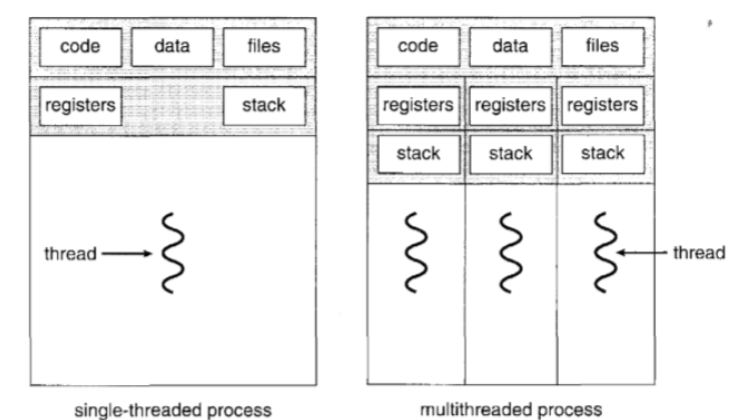 code data files
registers stack
thread
single-threaded process
code data files
registers registers registers
stack stack stack
thread
multithreaded process